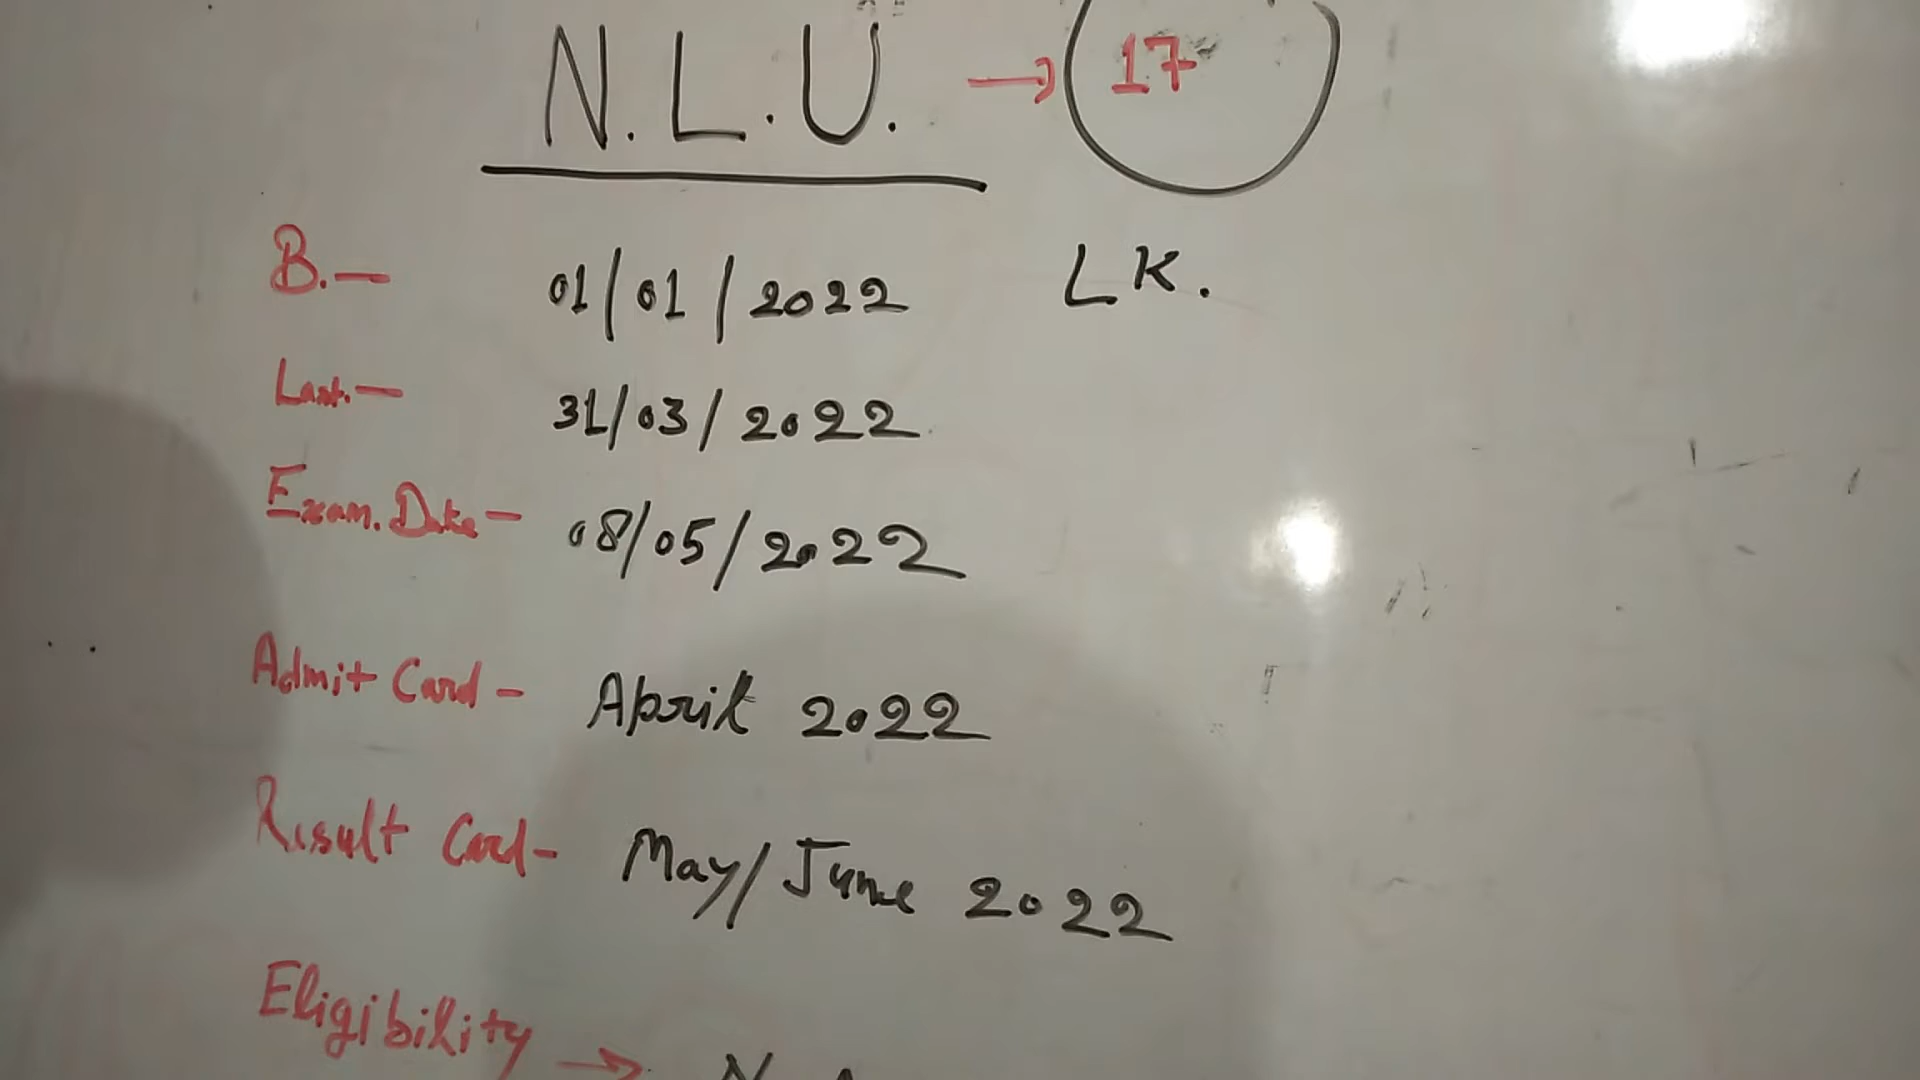 N.L.U. → 17
B.— 01/01/2022 LK.
Last.— 31/03/2022
Exam. Date — 08/05/2022
Admit Card - April 2022
Result Card - May/June 2022
Eligibility →